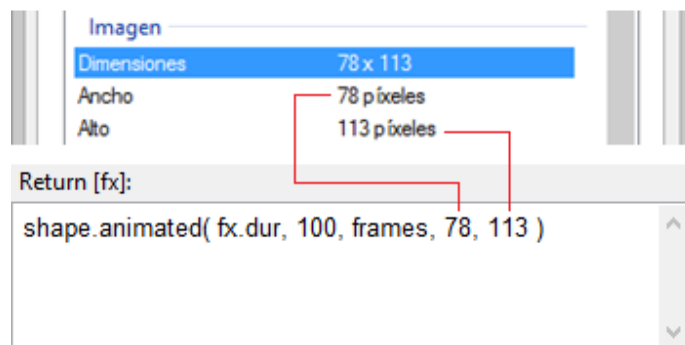 Imagen
Dimensiones 78 x 113
Ancho 78 píxeles
Alto 113 píxeles
Return [fx]:
shape.animated( fx.dur, 100, frames, 78, 113 )